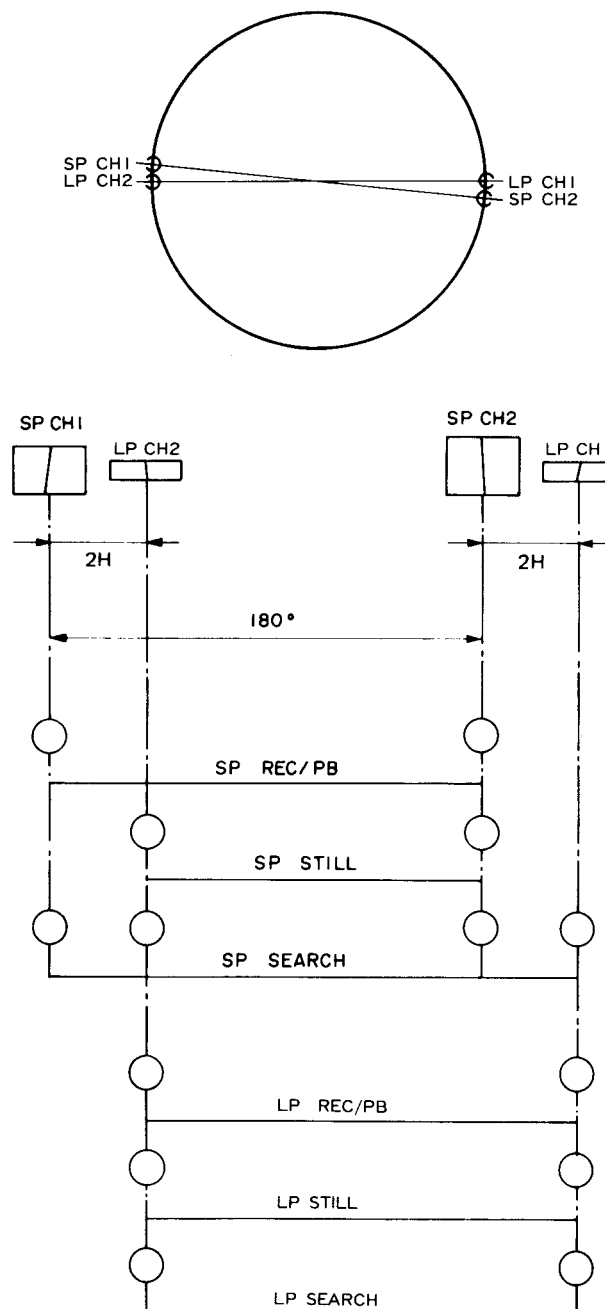 SP CH1
LP CH2
LP CH1
SP CH2
SP CH1
LP CH2
SP CH2
LP CH
2H
2H
180°
SP REC/PB
SP STILL
SP SEARCH
LP REC/PB
LP STILL
LP SEARCH